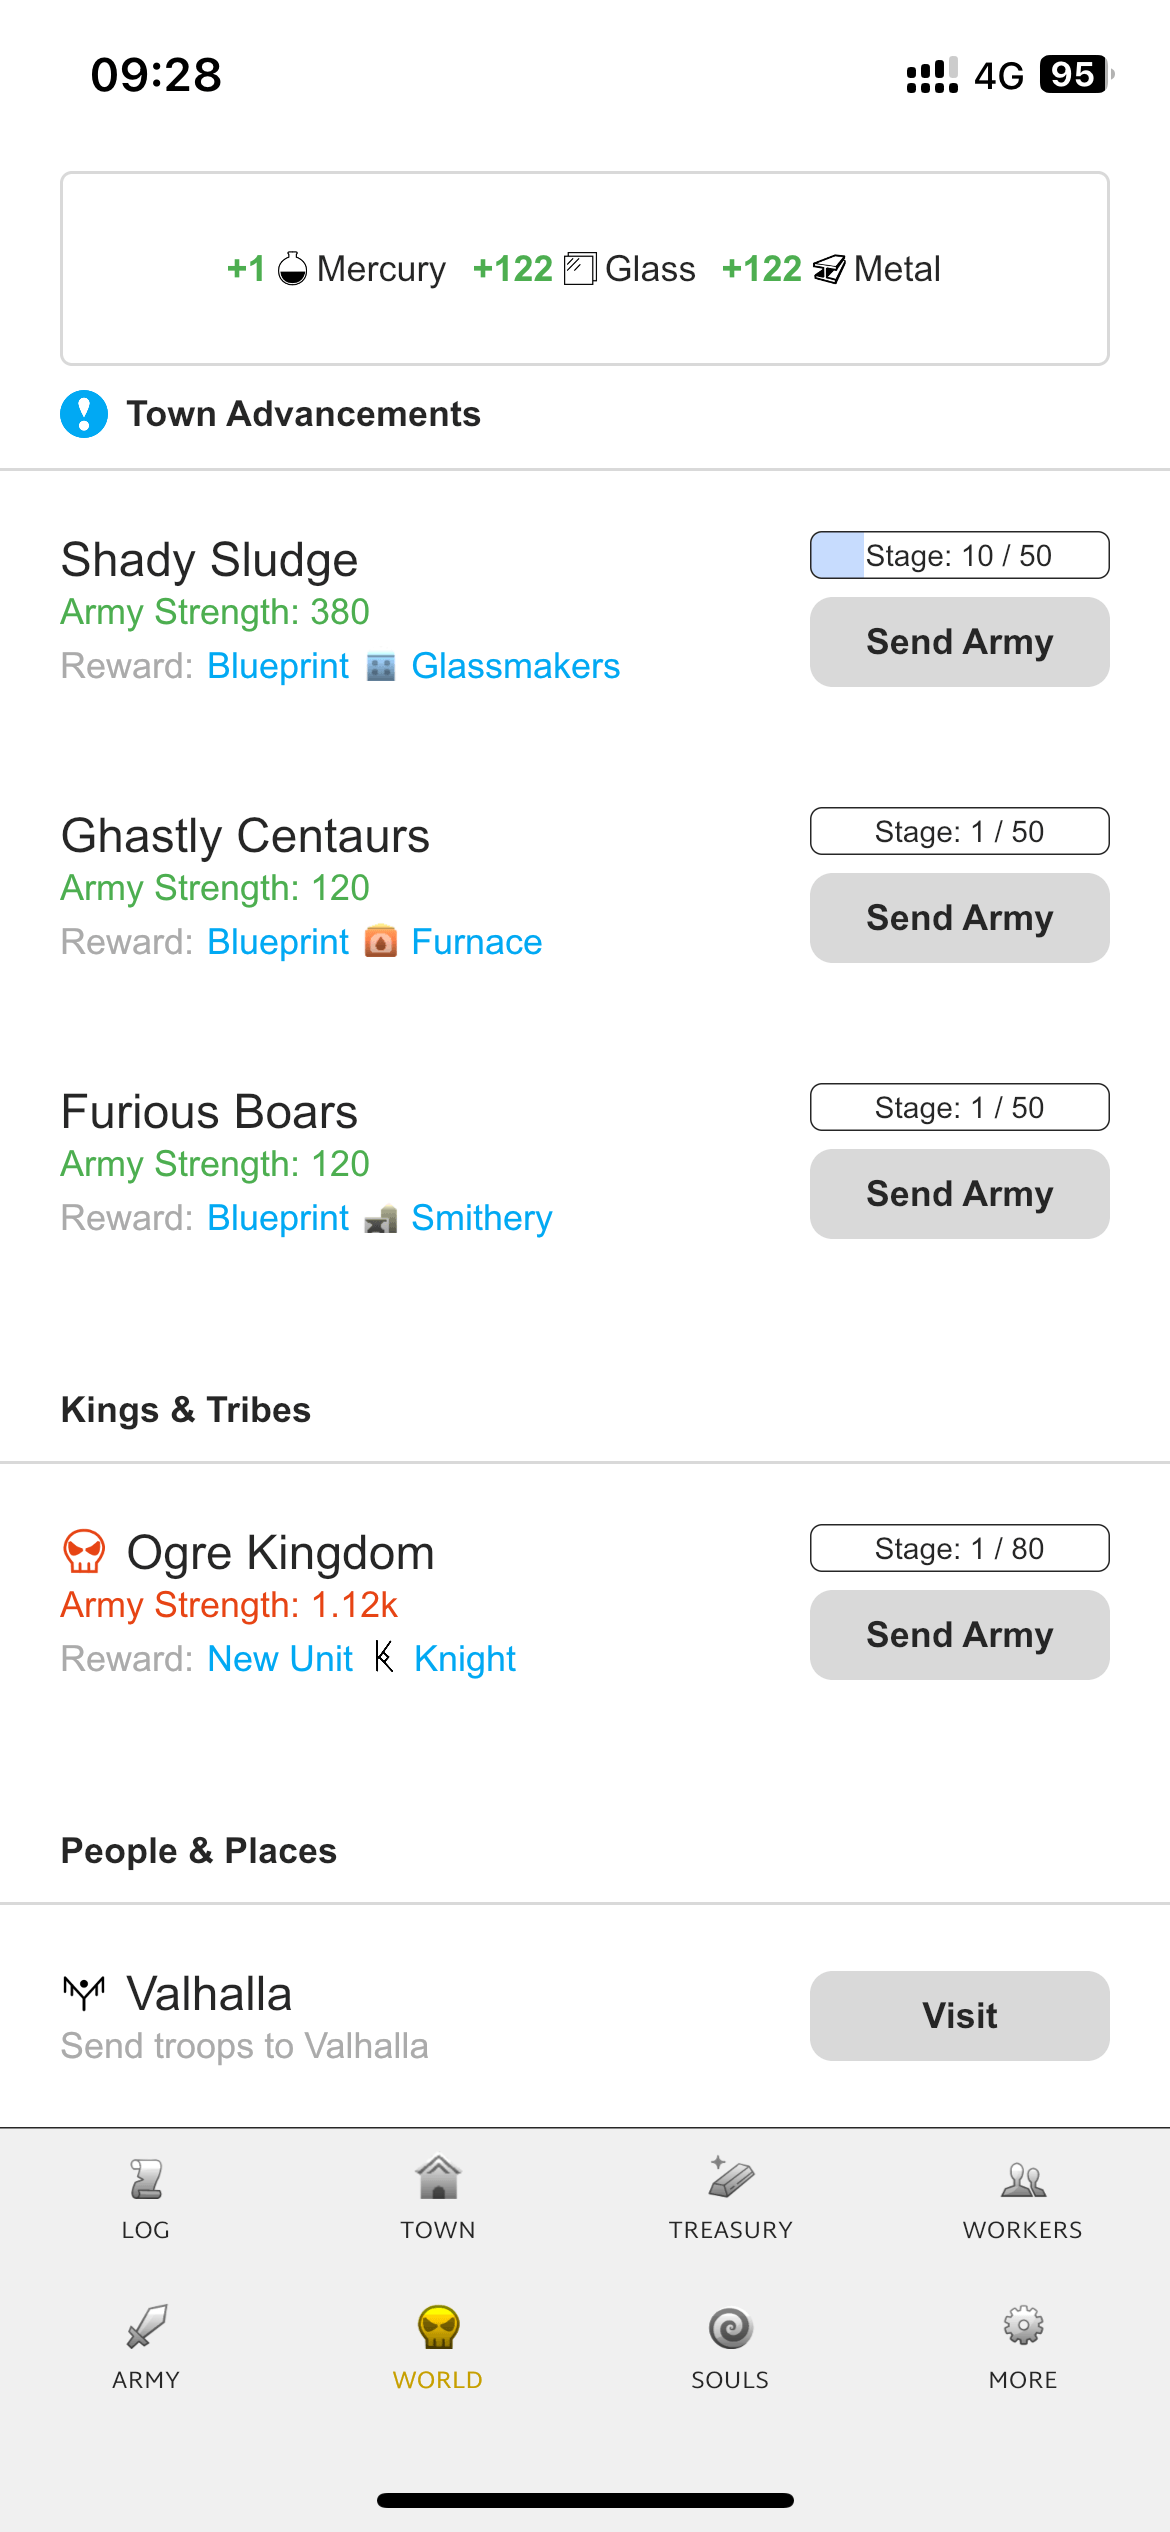 09:28 4G 95
+1 Mercury +122 Glass +122 Metal
Town Advancements
Shady Sludge
Stage: 10 / 50
Army Strength: 380
Send Army
Reward: Blueprint Glassmakers
Ghastly Centaurs
Stage: 1 / 50
Army Strength: 120
Send Army
Reward: Blueprint Furnace
Furious Boars
Stage: 1 / 50
Army Strength: 120
Send Army
Reward: Blueprint Smithery
Kings & Tribes
Ogre Kingdom
Stage: 1 / 80
Army Strength: 1.12k
Send Army
Reward: New Unit Knight
People & Places
Valhalla
Visit
Send troops to Valhalla
LOG TOWN TREASURY WORKERS
ARMY WORLD SOULS MORE